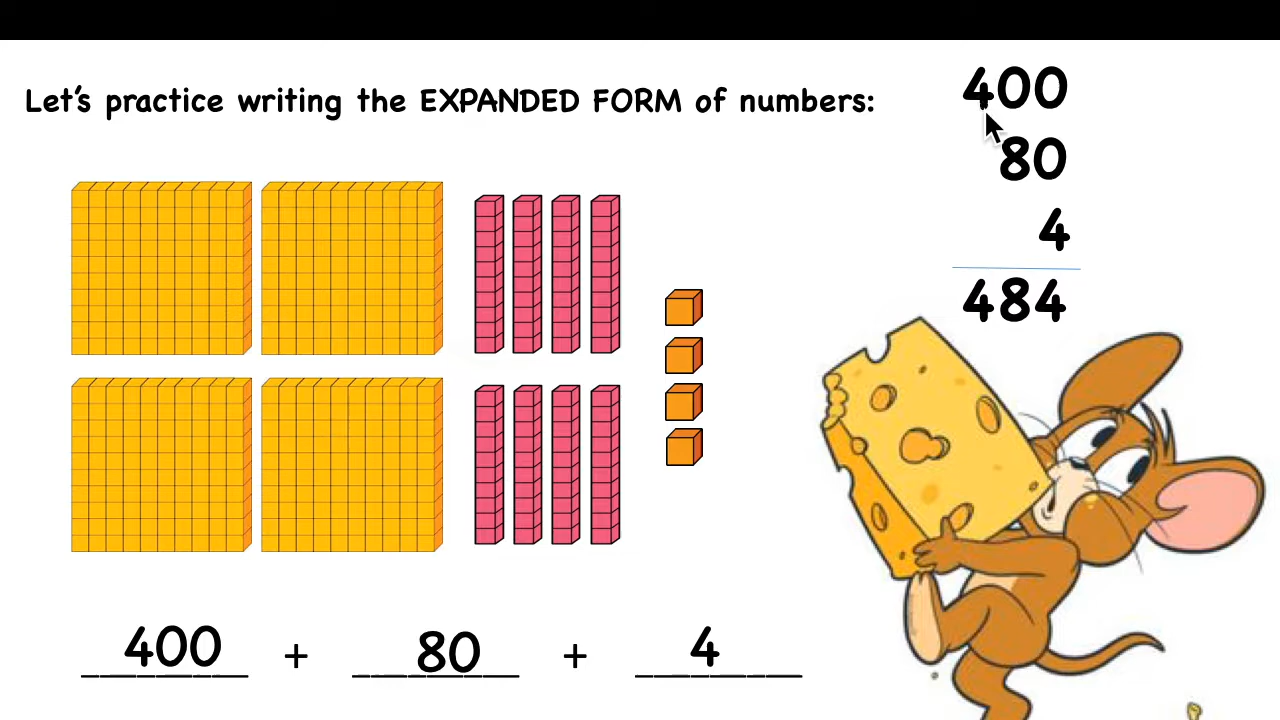 Let's practice writing the EXPANDED FORM of numbers:
400
80
4
484
400 + 80 + 4